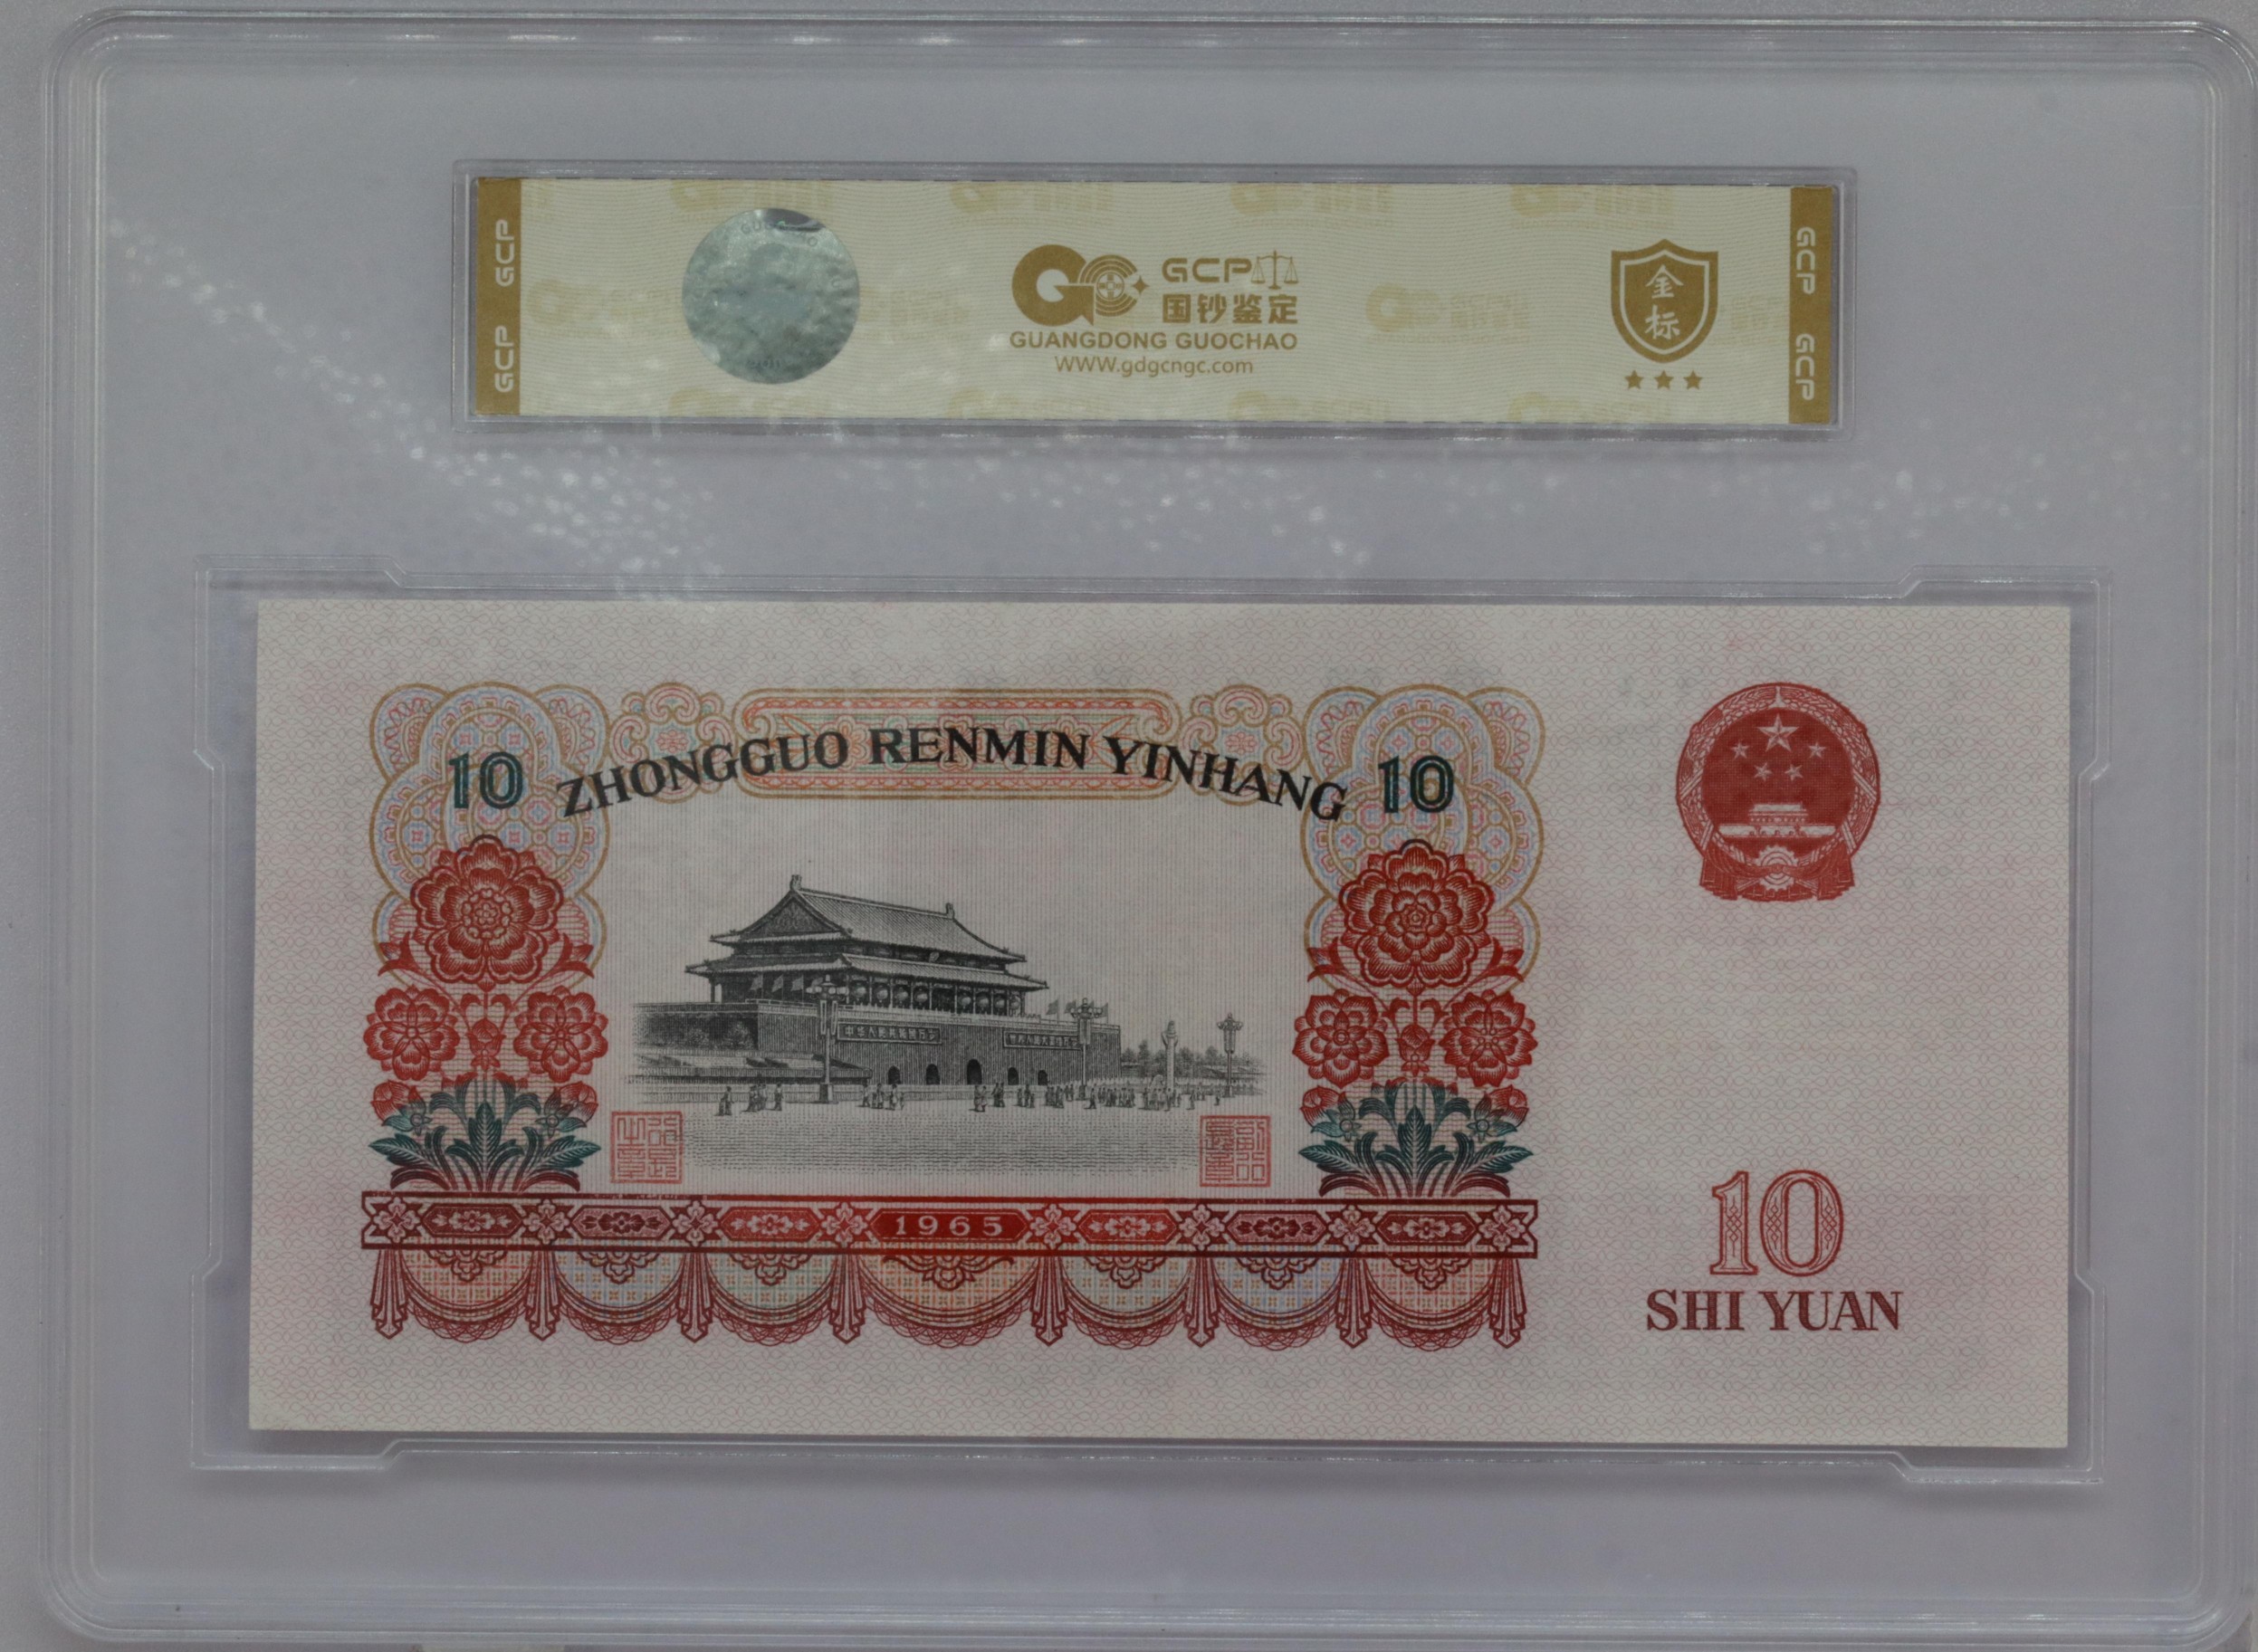 GCP GCP
GUOCHAO
GCP
国钞鉴定
GUANGDONG GUOCHAO
WWW.gdgcngc.com
金标
GCP GCP
10 ZHONGGUO RENMIN YINHANG 10
1965
10
SHI YUAN